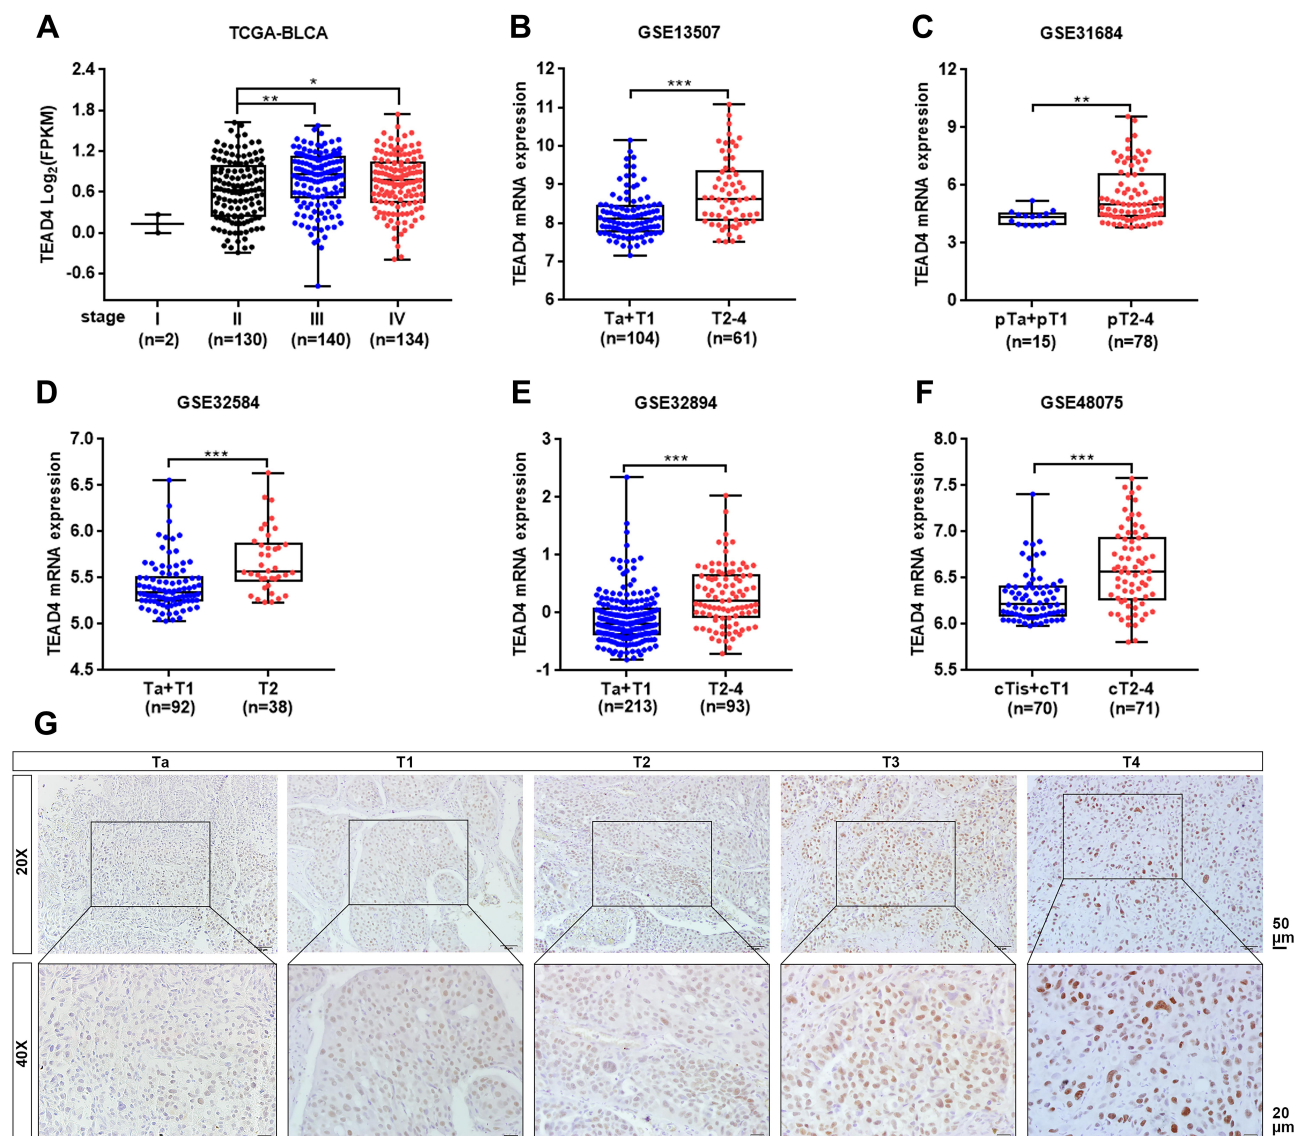 A
TCGA-BLCA
TEAD4 Log2(FPKM)
2.4
1.8
1.2
0.6
0.0
-0.6
*
**
stage I II III IV
(n=2) (n=130) (n=140) (n=134)
B
GSE13507
TEAD4 mRNA expression
12
11
10
9
8
7
6
***
Ta+T1 T2-4
(n=104) (n=61)
C
GSE31684
TEAD4 mRNA expression
12
9
6
3
0
**
pTa+pT1 pT2-4
(n=15) (n=78)
D
GSE32584
TEAD4 mRNA expression
7.0
6.5
6.0
5.5
5.0
4.5
***
Ta+T1 T2
(n=92) (n=38)
E
GSE32894
TEAD4 mRNA expression
3
2
1
0
-1
***
Ta+T1 T2-4
(n=213) (n=93)
F
GSE48075
TEAD4 mRNA expression
8.0
7.5
7.0
6.5
6.0
5.5
***
cTis+cT1 cT2-4
(n=70) (n=71)
G
Ta T1 T2 T3 T4
20X
50
μm
40X
20
μm